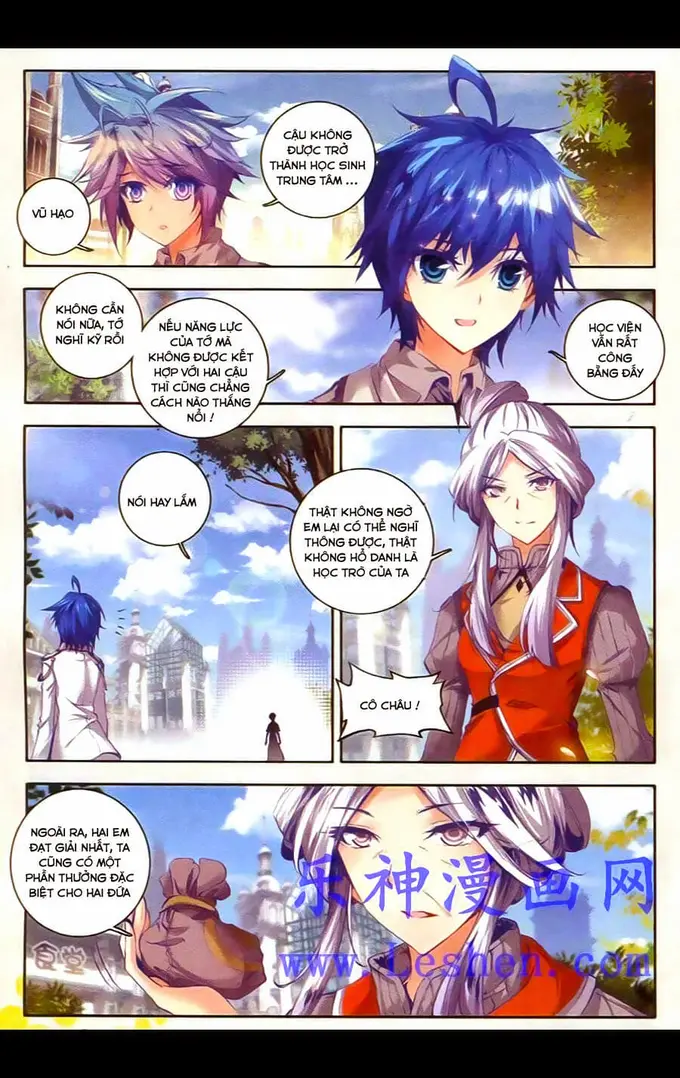 VŨ HẠO
CẬU KHÔNG
ĐƯỢC TRỞ
THÀNH HỌC SINH
TRUNG TÂM ...
KHÔNG CẦN
NÓI NỮA, TỚ
NGHĨ KỸ RỒI
NẾU NĂNG LỰC
CỦA TỚ MÀ
KHÔNG ĐƯỢC KẾT
HỢP VỚI HAI CẬU
THÌ CŨNG CHẲNG
CÁCH NÀO THẮNG
NỔI !
HỌC VIỆN
VẪN RẤT
CÔNG
BẰNG ĐẤY
NÓI HAY LẮM
THẬT KHÔNG NGỜ
EM LẠI CÓ THỂ NGHĨ
THÔNG ĐƯỢC, THẬT
KHÔNG HỔ DANH LÀ
HỌC TRÒ CỦA TA
CÔ CHÂU !
NGOÀI RA, HAI EM
ĐẠT GIẢI NHẤT, TA
CŨNG CÓ MỘT
PHẦN THƯỞNG ĐẶC
BIỆT CHO HAI ĐỨA
食堂
乐神漫画网
www.Leshen.com